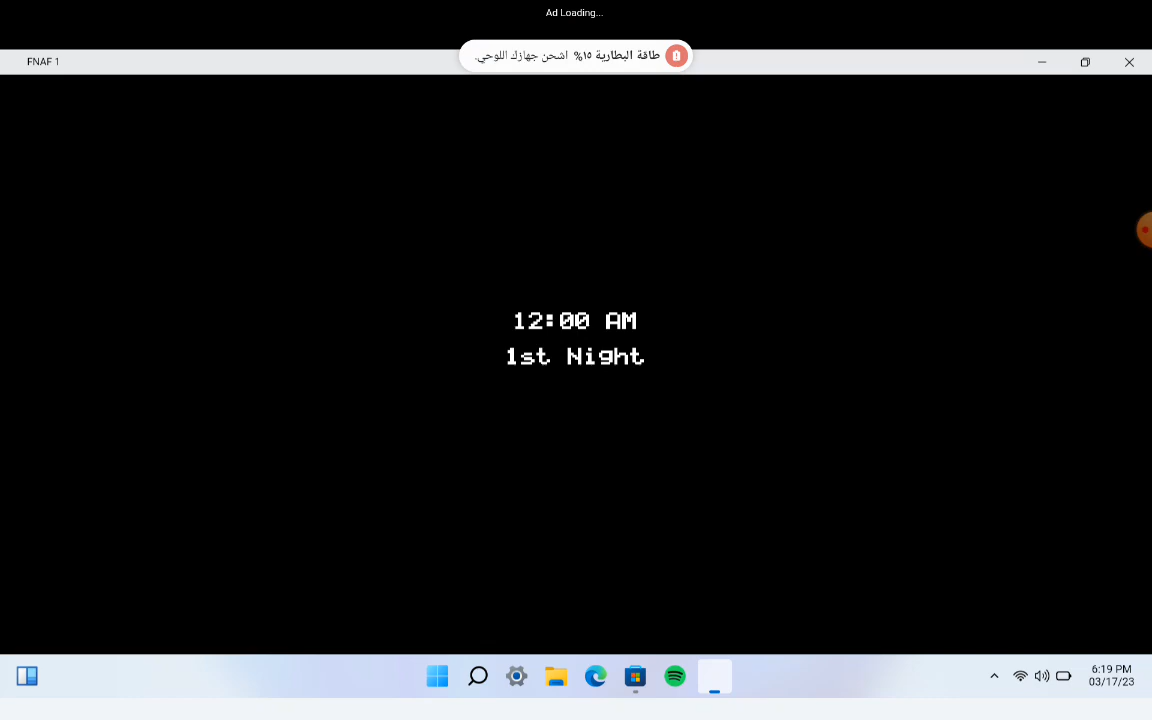 Ad Loading...
طاقة البطارية ١٥% اشحن جهازك اللوحي.
FNAF 1
12:00 AM
1st Night
6:19 PM
03/17/23